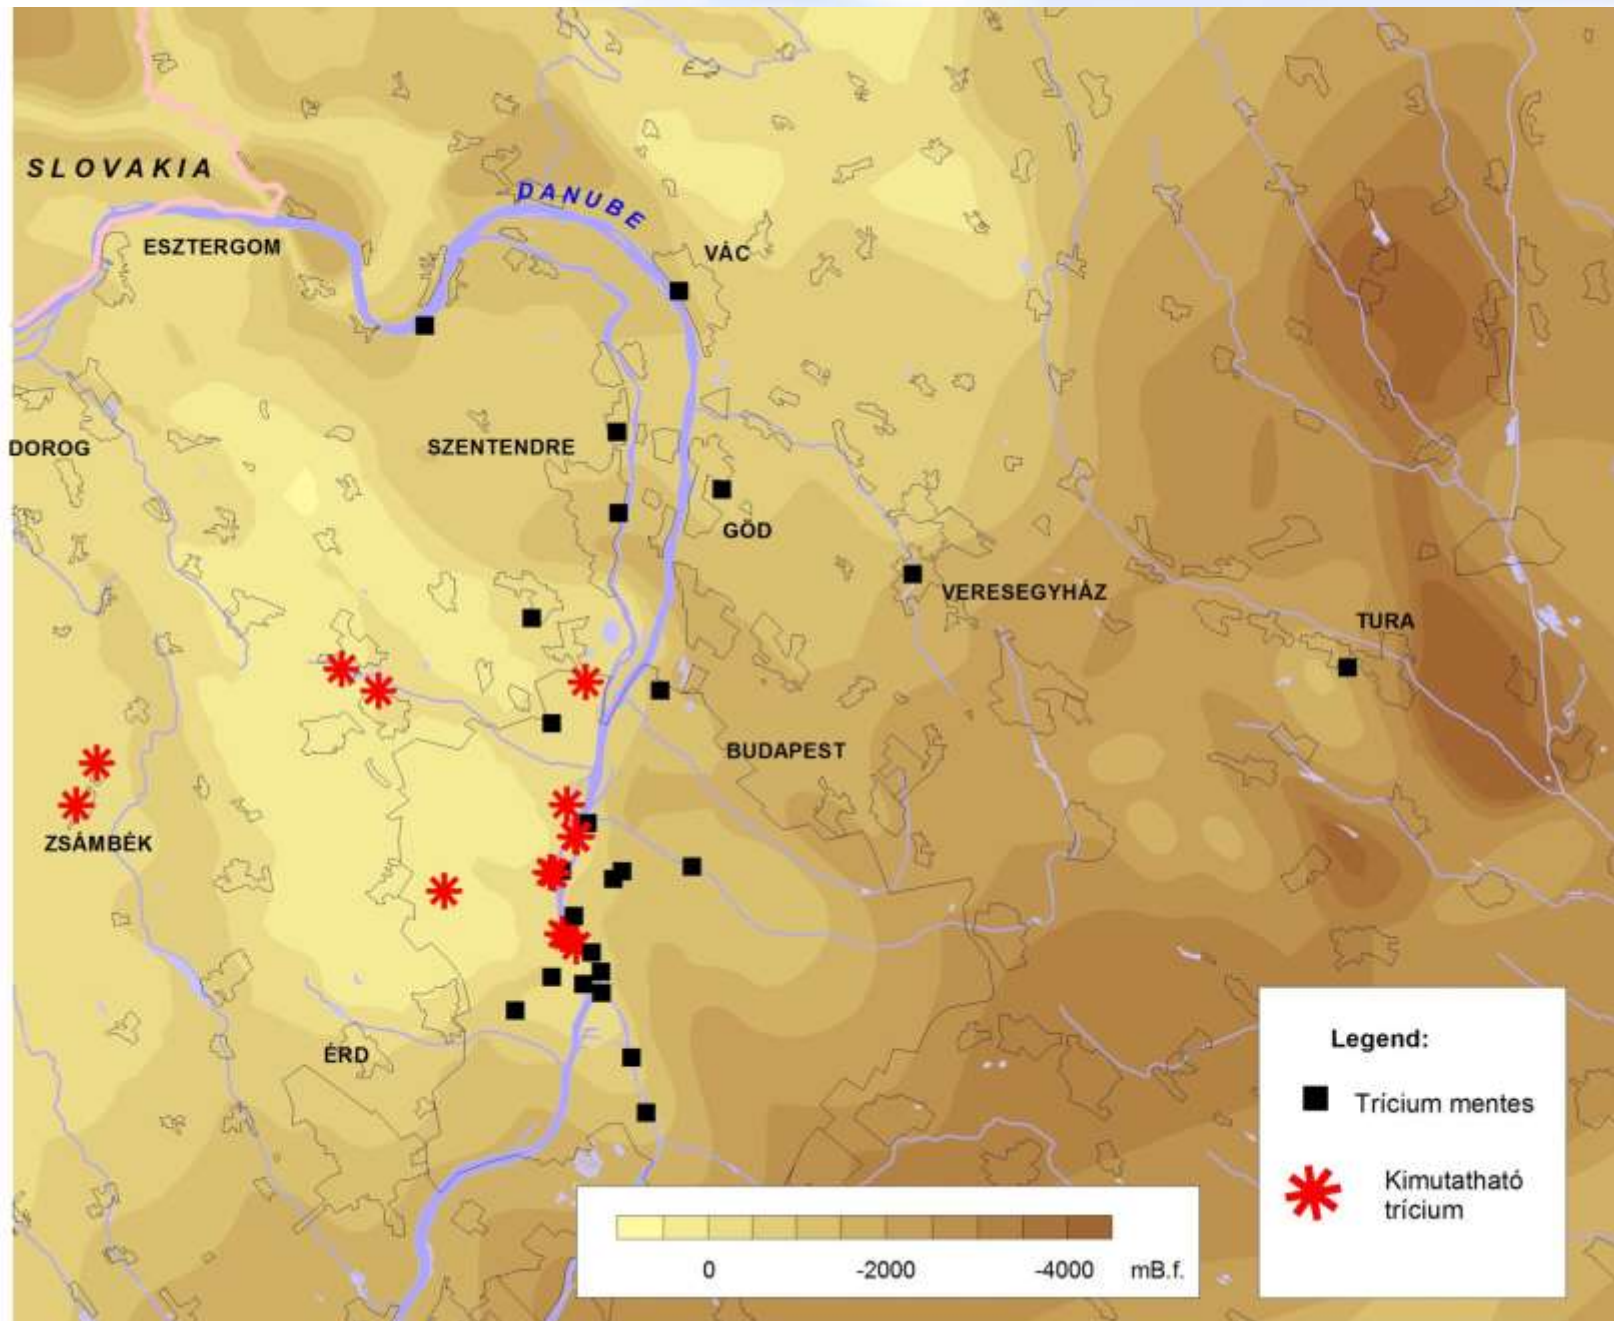 SLOVAKIA
DANUBE
ESZTERGOM
VÁC
DOROG
SZENTENDRE
GÖD
VERESEGYHÁZ
TURA
BUDAPEST
ZSÁMBÉK
ÉRD
Legend:
Trícium mentes
Kimutatható
trícium
0 -2000 -4000 mB.f.